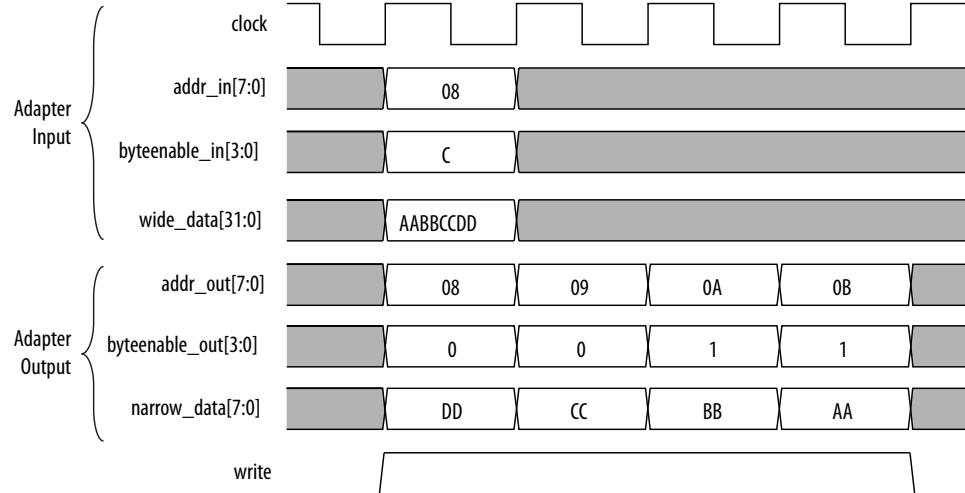 clock
addr_in[7:0]
08
Adapter
Input
byteenable_in[3:0]
C
wide_data[31:0]
AABBCCDD
addr_out[7:0]
08 09 0A 0B
Adapter
Output
byteenable_out[3:0]
0 0 1 1
narrow_data[7:0]
DD CC BB AA
write